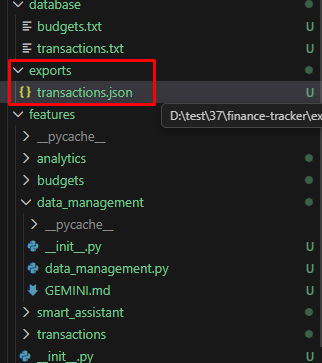 database
budgets.txt U
transactions.txt U
exports
{} transactions.json U
D:\test\37\finance-tracker\ex
features
__pycache__
analytics
budgets
data_management
__pycache__
__init__.py U
data_management.py U
GEMINI.md U
smart_assistant
transactions
__init__.py U